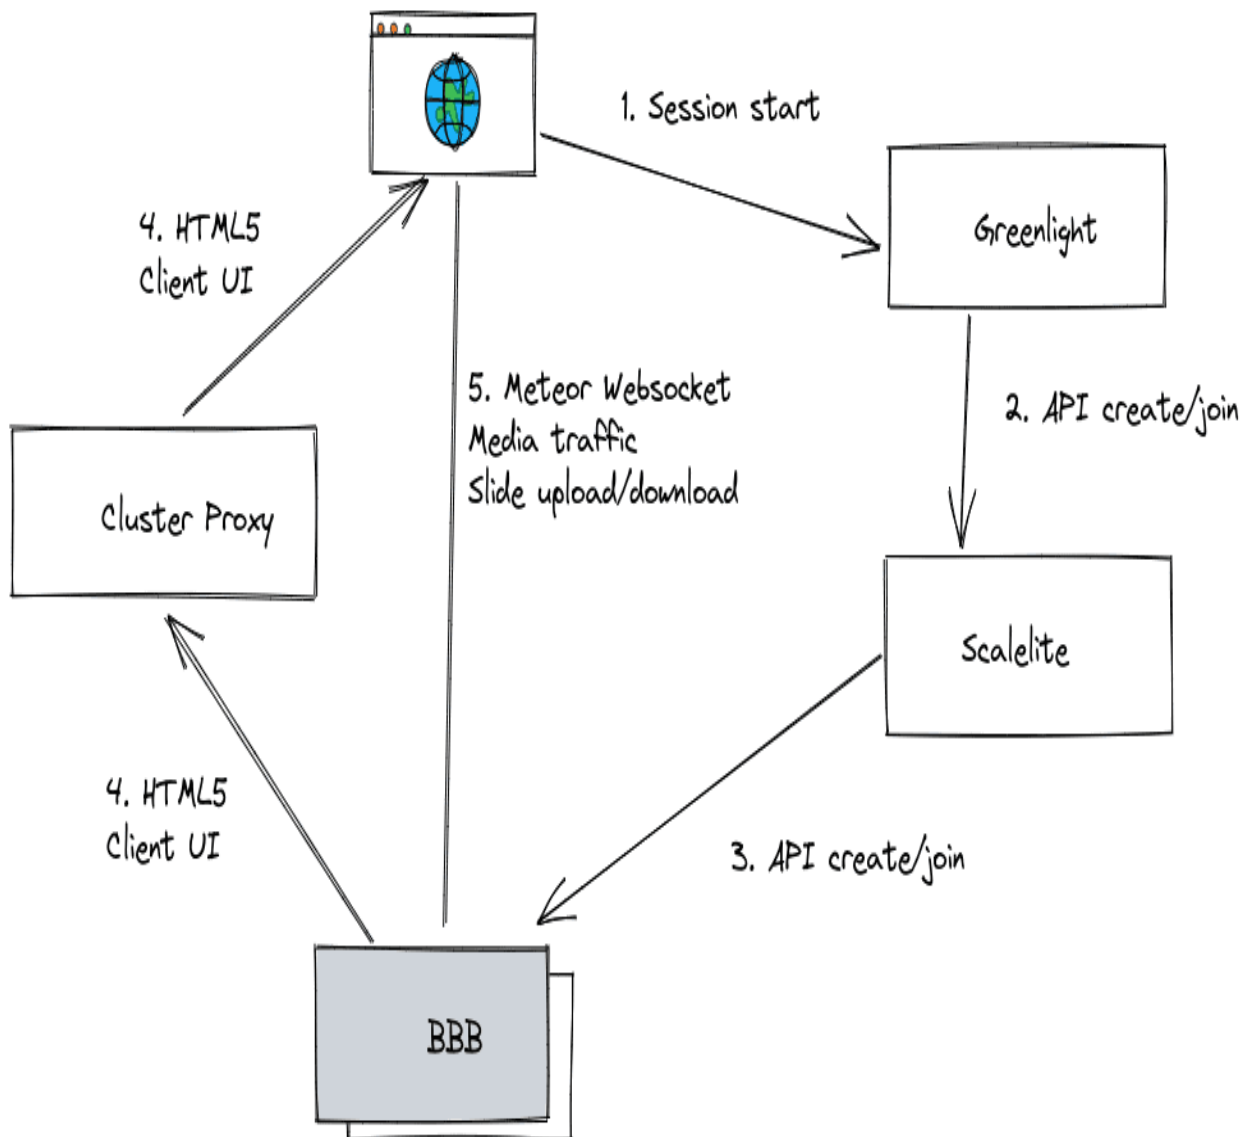 1. Session start
Greenlight
4. HTML5
Client UI
5. Meteor Websocket
Media traffic
Slide upload/download
2. API create/join
Cluster Proxy
Scalelite
4. HTML5
Client UI
3. API create/join
BBB